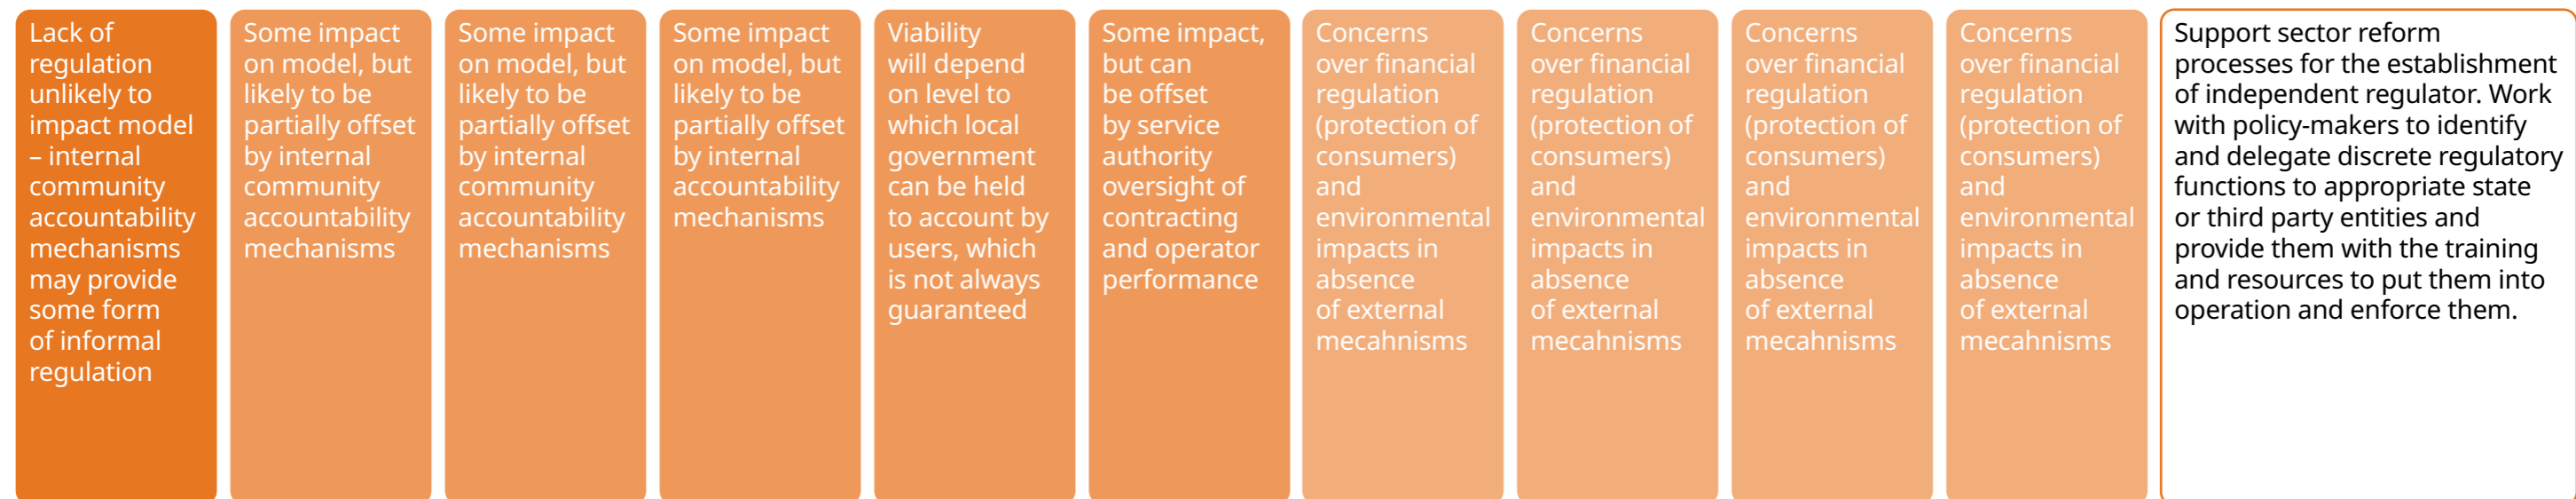 Lack of
regulation
unlikely to
impact model
– internal
community
accountability
mechanisms
may provide
some form
of informal
regulation
Some impact
on model, but
likely to be
partially offset
by internal
community
accountability
mechanisms
Some impact
on model, but
likely to be
partially offset
by internal
community
accountability
mechanisms
Some impact
on model, but
likely to be
partially offset
by internal
accountability
mechanisms
Viability
will depend
on level to
which local
government
can be held
to account by
users, which
is not always
guaranteed
Some impact,
but can
be offset
by service
authority
oversight of
contracting
and operator
performance
Concerns
over financial
regulation
(protection of
consumers)
and
environmental
impacts in
absence
of external
mecahnisms
Concerns
over financial
regulation
(protection of
consumers)
and
environmental
impacts in
absence
of external
mecahnisms
Concerns
over financial
regulation
(protection of
consumers)
and
environmental
impacts in
absence
of external
mecahnisms
Concerns
over financial
regulation
(protection of
consumers)
and
environmental
impacts in
absence
of external
mecahnisms
Support sector reform
processes for the establishment
of independent regulator. Work
with policy-makers to identify
and delegate discrete regulatory
functions to appropriate state
or third party entities and
provide them with the training
and resources to put them into
operation and enforce them.